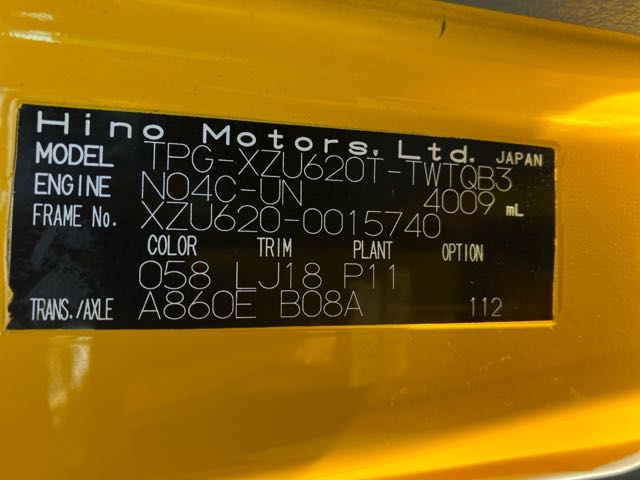 Hino Motors, Ltd. JAPAN
MODEL TPG-XZU620T-TWTQB3
ENGINE N04C-UN 4009 mL
FRAME No. XZU620-0015740
COLOR TRIM PLANT OPTION
058 LJ18 P11
TRANS./AXLE A860E B08A 112